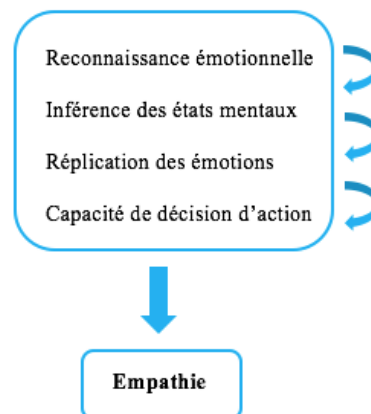 Reconnaissance émotionnelle
Inférence des états mentaux
Réplication des émotions
Capacité de décision d’action
Empathie